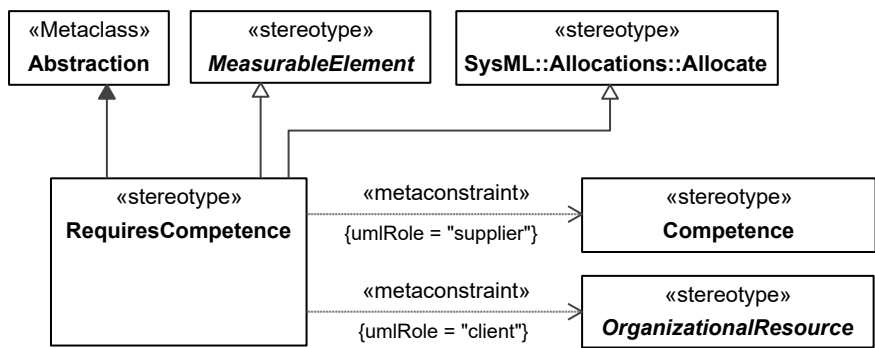 «Metaclass»
Abstraction
«stereotype»
MeasurableElement
«stereotype»
SysML::Allocations::Allocate
«stereotype»
RequiresCompetence
«metaconstraint»
{umlRole = "supplier"}
«stereotype»
Competence
«metaconstraint»
{umlRole = "client"}
«stereotype»
OrganizationalResource